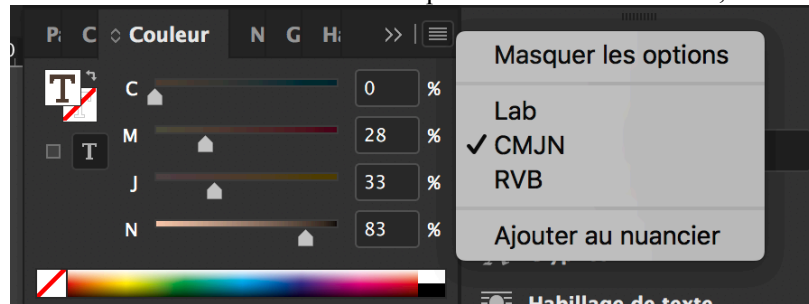 Couleur N G
C 0 %
M 28 %
J 33 %
N 83 %
T
T
Masquer les options
Lab
✓ CMJN
RVB
Ajouter au nuancier
Habillage de texte